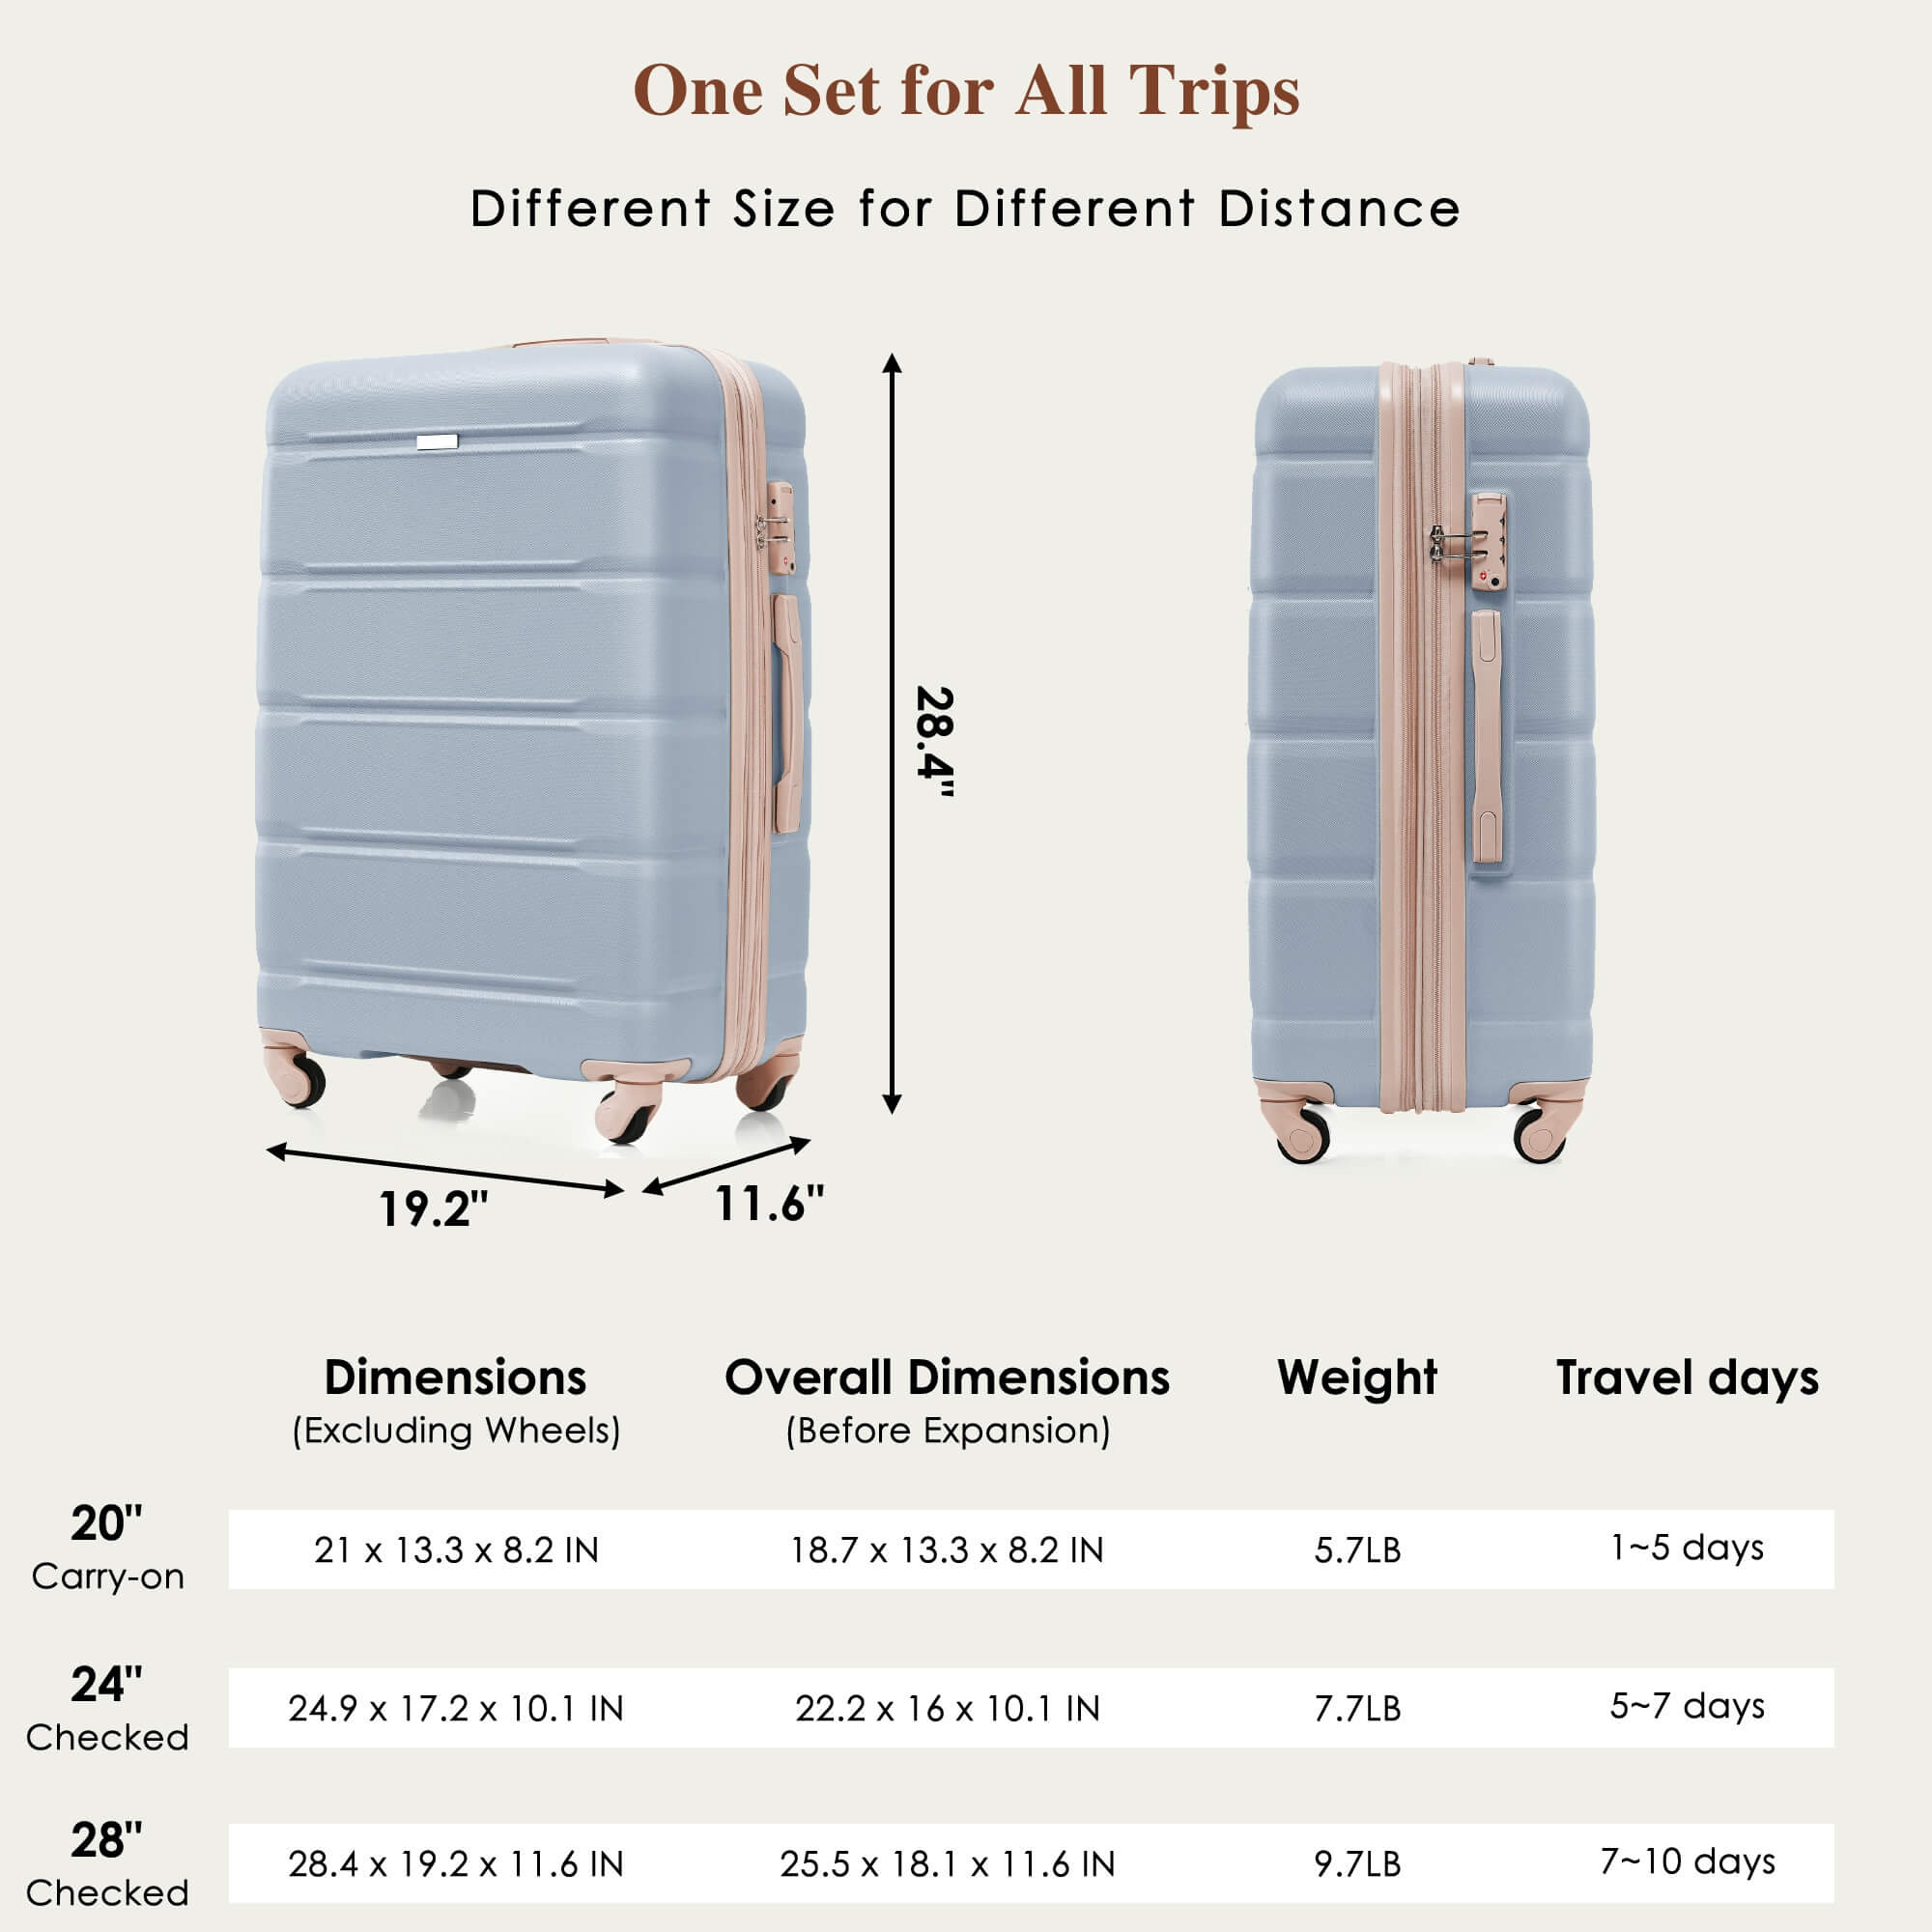 One Set for All Trips
Different Size for Different Distance
28.4"
19.2"
11.6"
Dimensions Overall Dimensions Weight Travel days
(Excluding Wheels) (Before Expansion)
20"
Carry-on
21 x 13.3 x 8.2 IN 18.7 x 13.3 x 8.2 IN 5.7LB 1~5 days
24"
Checked
24.9 x 17.2 x 10.1 IN 22.2 x 16 x 10.1 IN 7.7LB 5~7 days
28"
Checked
28.4 x 19.2 x 11.6 IN 25.5 x 18.1 x 11.6 IN 9.7LB 7~10 days